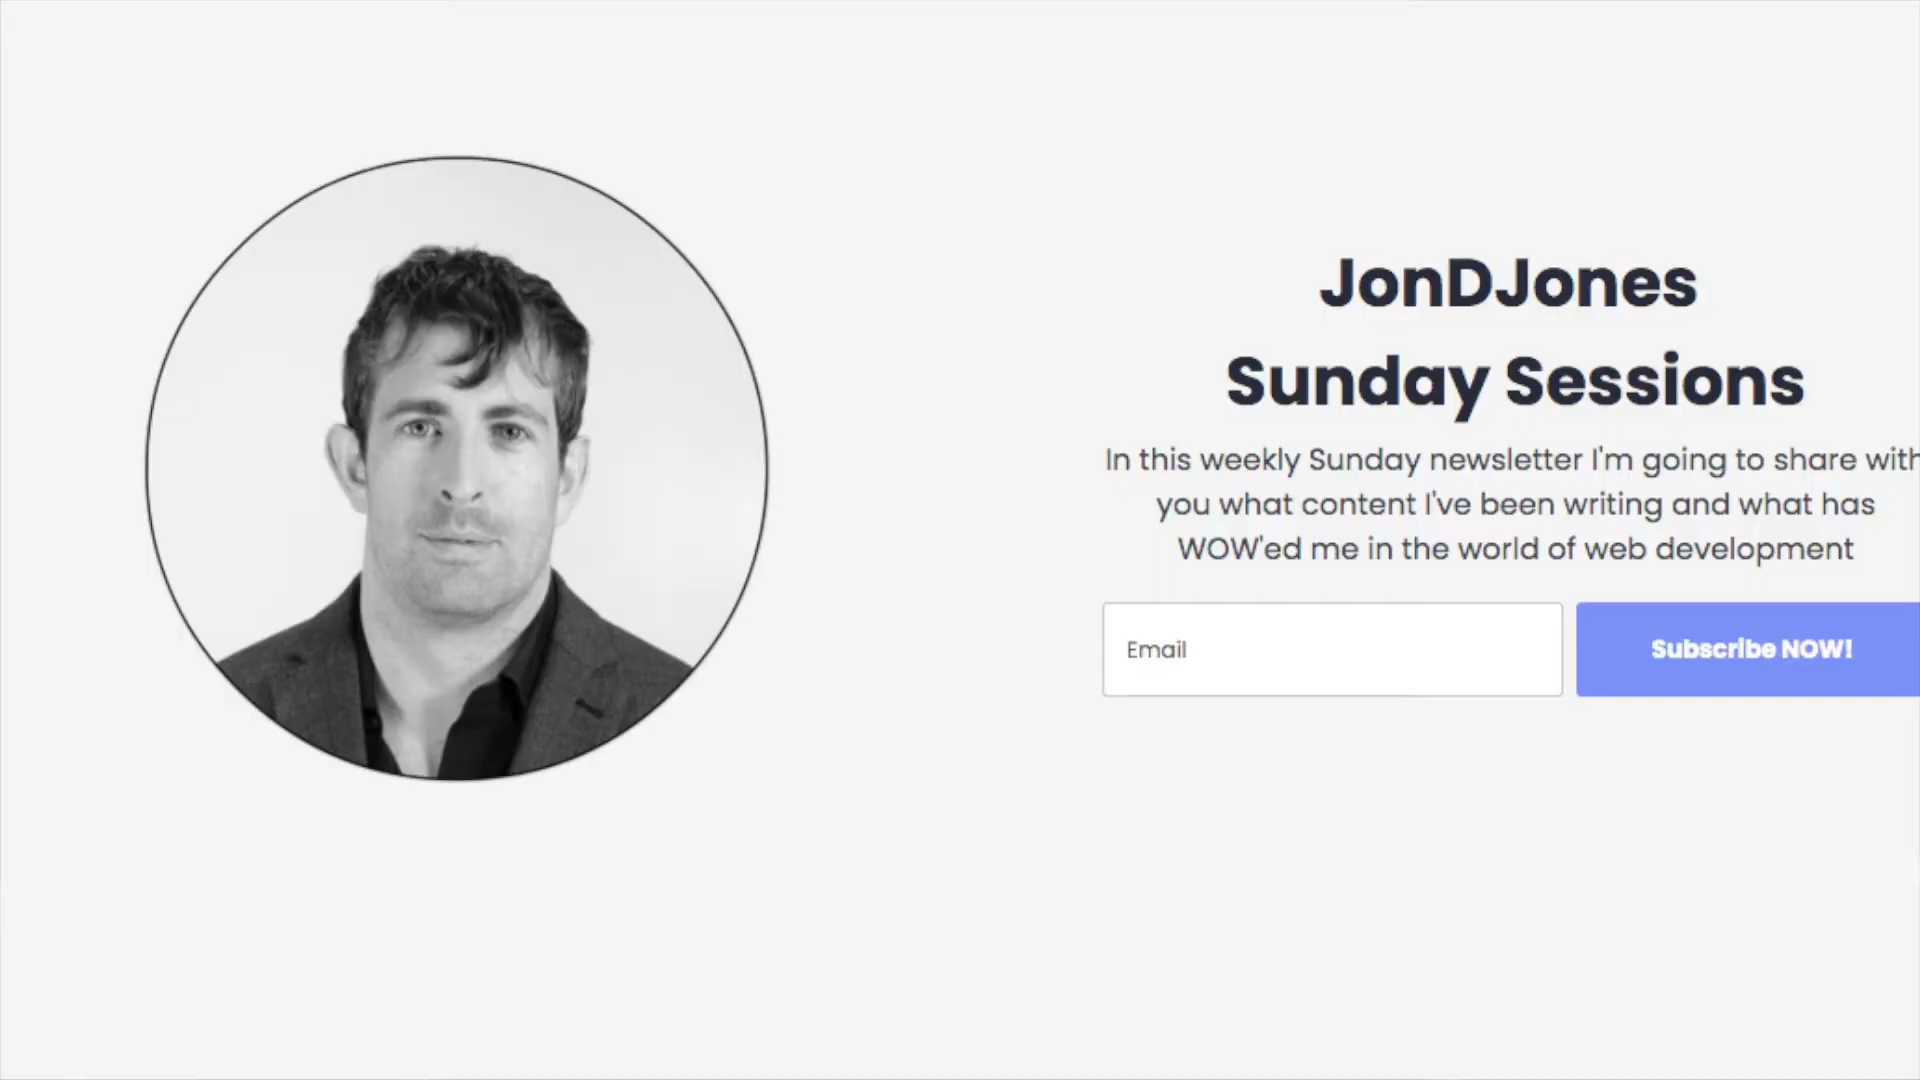 JonDJones
Sunday Sessions
In this weekly Sunday newsletter I'm going to share with
you what content I've been writing and what has
WOW'ed me in the world of web development
Email
Subscribe NOW!